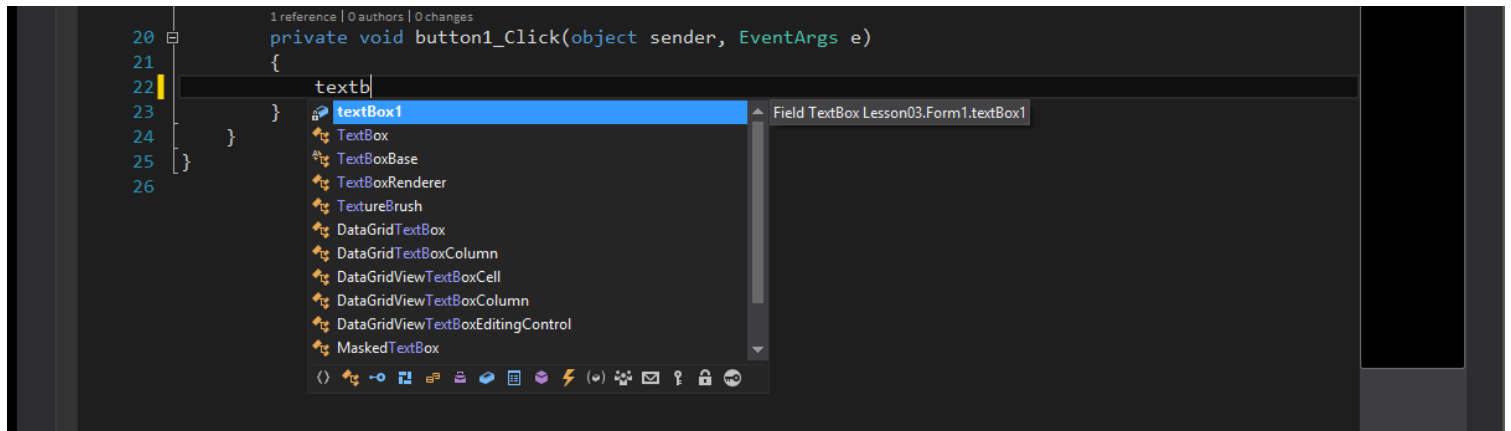 1 reference | 0 authors | 0 changes
20 private void button1_Click(object sender, EventArgs e)
21 {
22 textb
23 }
24 }
25 }
26
textBox1
Field TextBox Lesson03.Form1.textBox1
TextBox
TextBoxBase
TextBoxRenderer
TextureBrush
DataGridTextBox
DataGridTextBoxColumn
DataGridViewTextBoxCell
DataGridViewTextBoxColumn
DataGridViewTextBoxEditingControl
MaskedTextBox